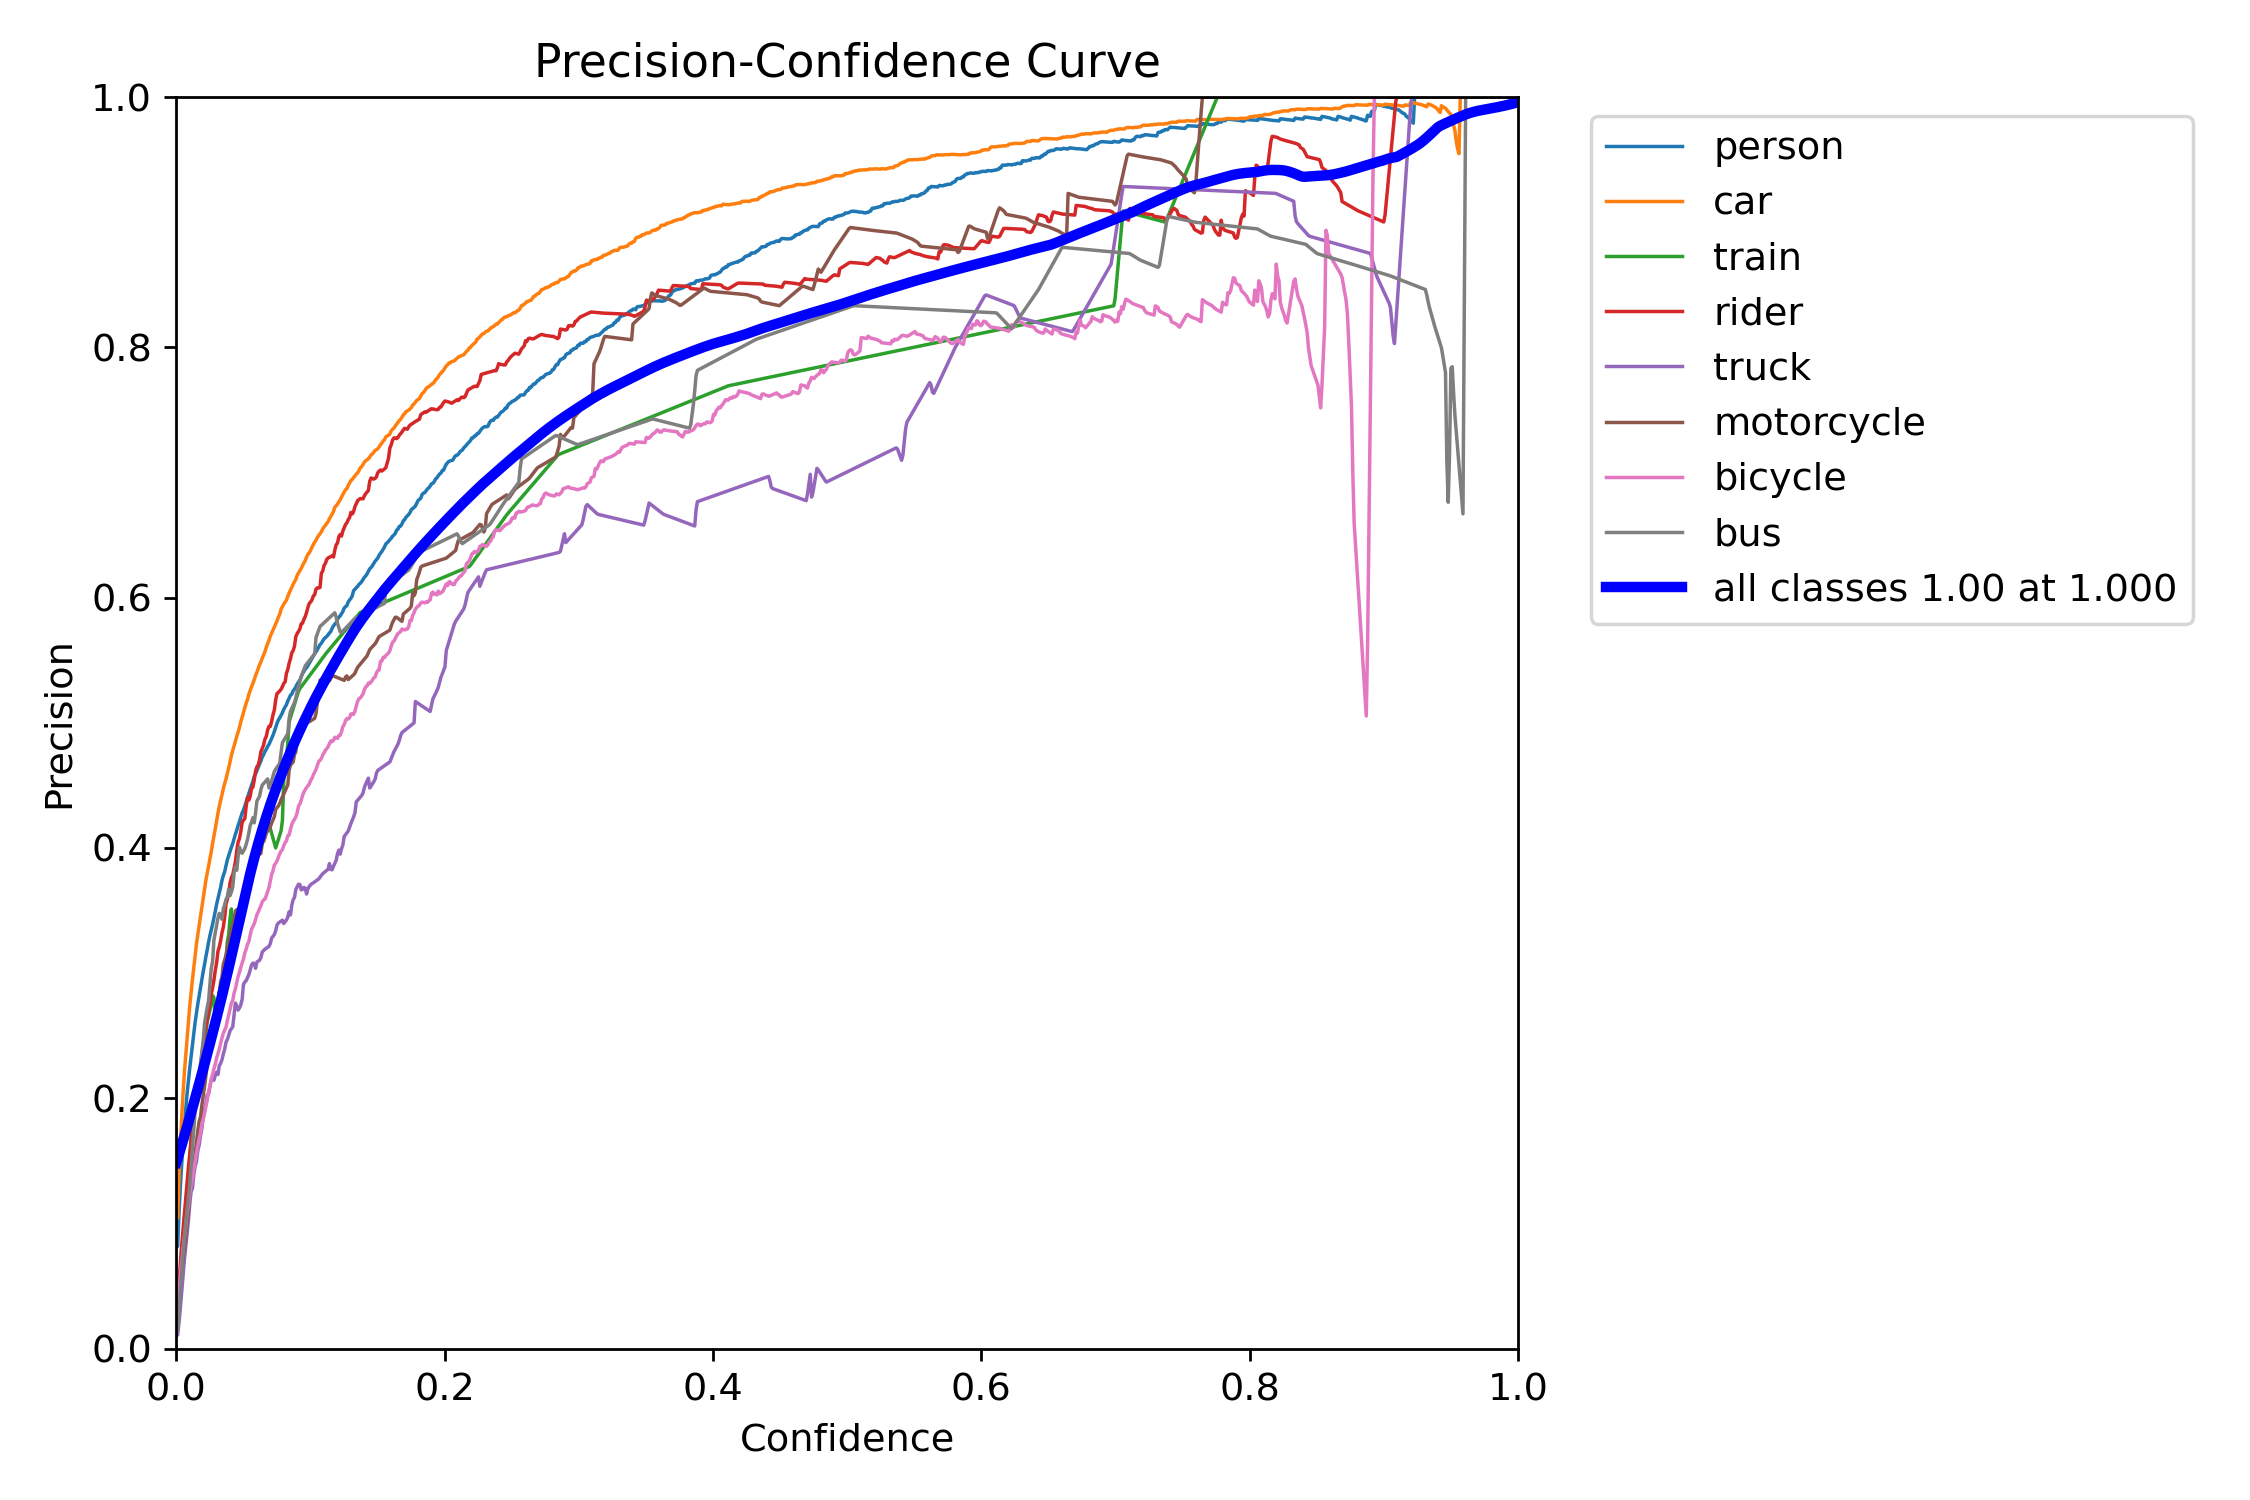 Precision-Confidence Curve
1.0
0.8
0.6
0.4
0.2
0.0
Precision
0.0 0.2 0.4 0.6 0.8 1.0
Confidence
person
car
train
rider
truck
motorcycle
bicycle
bus
all classes 1.00 at 1.000